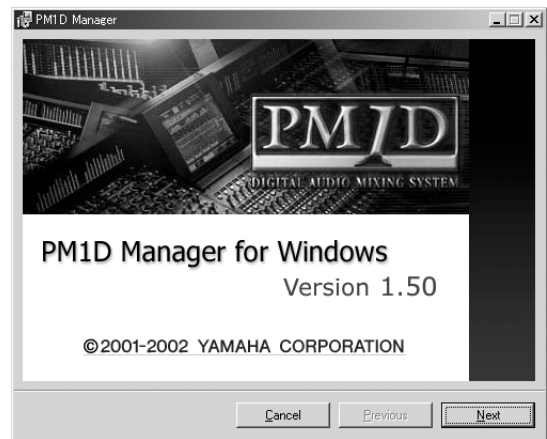 PM1D Manager
PM1D
DIGITAL AUDIO MIXING SYSTEM
PM1D Manager for Windows
Version 1.50
©2001-2002 YAMAHA CORPORATION
Cancel
Previous
Next